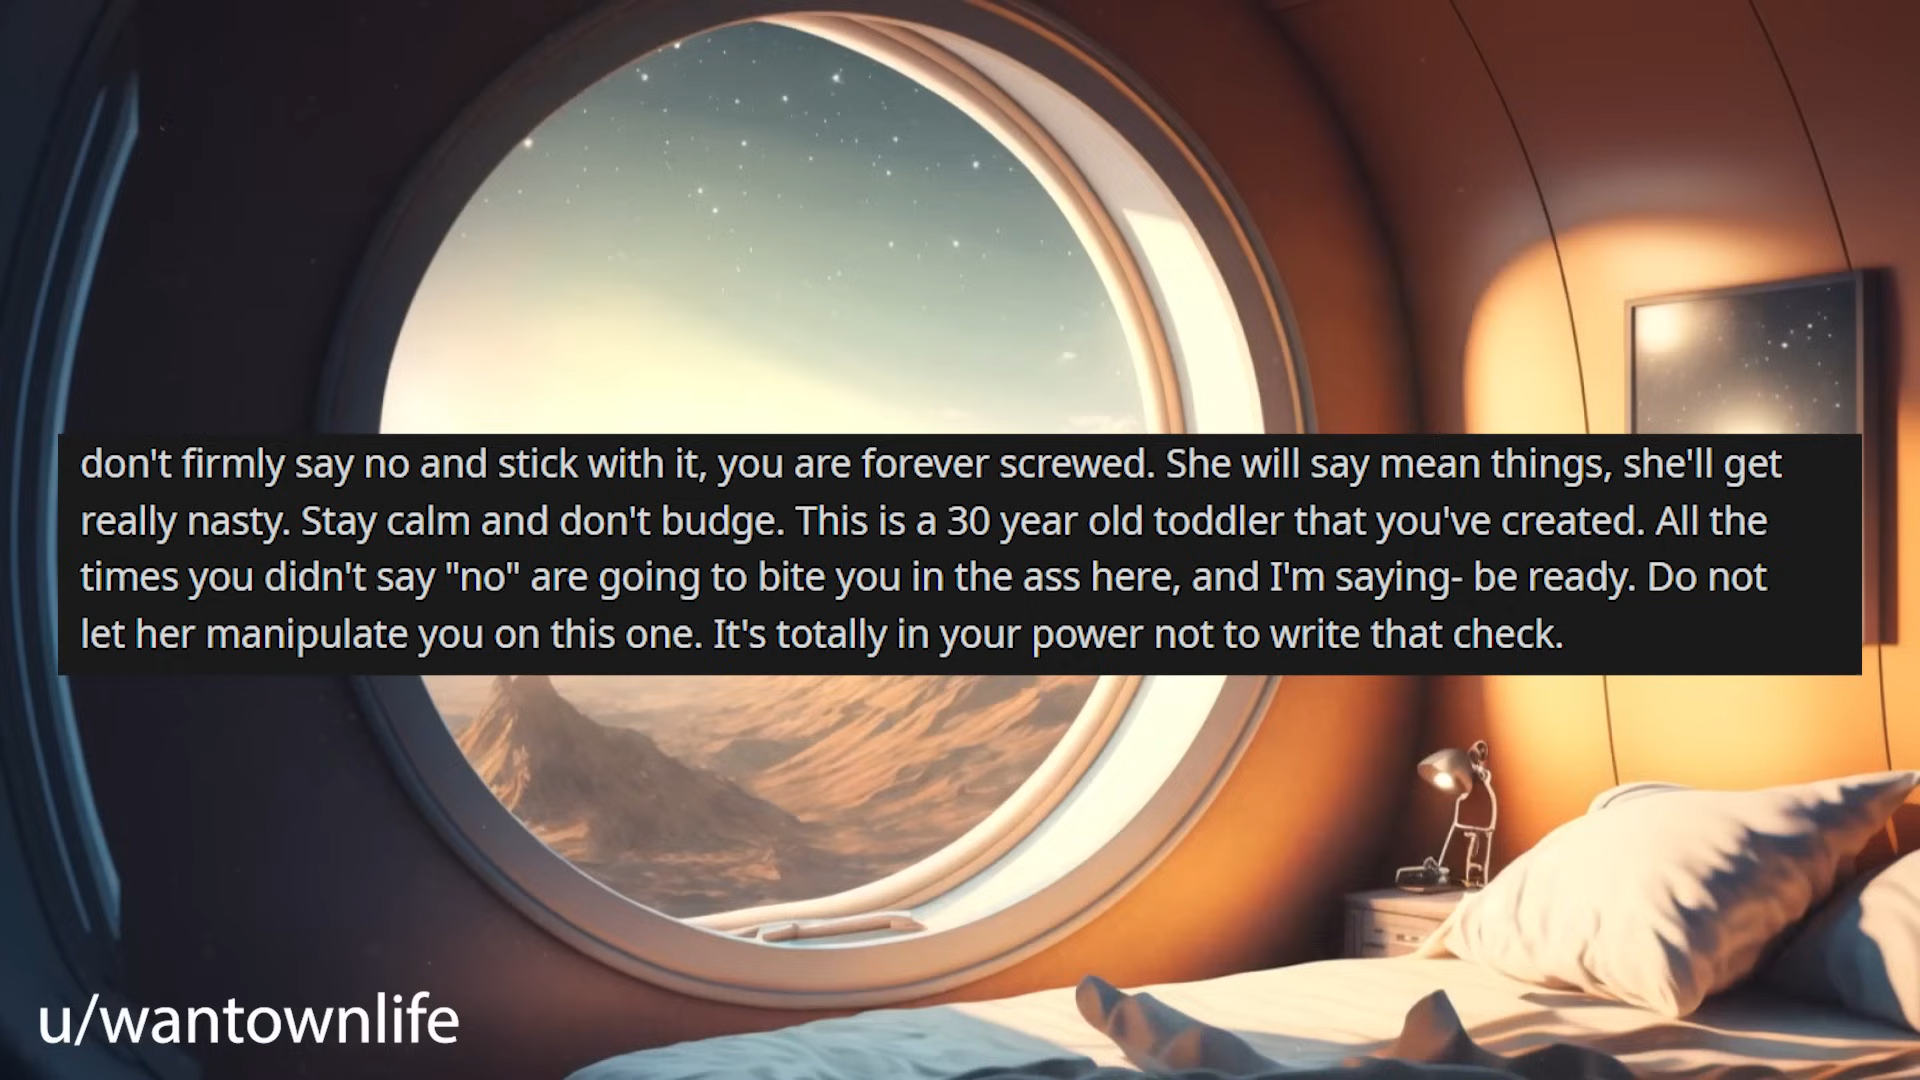 don't firmly say no and stick with it, you are forever screwed. She will say mean things, she'll get
really nasty. Stay calm and don't budge. This is a 30 year old toddler that you've created. All the
times you didn't say "no" are going to bite you in the ass here, and I'm saying- be ready. Do not
let her manipulate you on this one. It's totally in your power not to write that check.
u/wantownlife